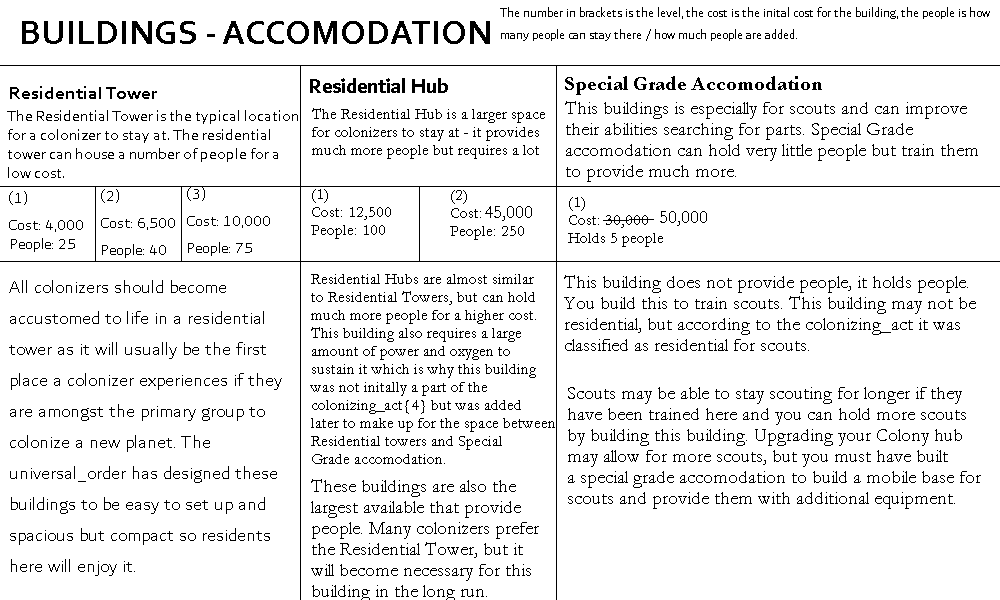 BUILDINGS - ACCOMODATION
The number in brackets is the level, the cost is the inital cost for the building, the people is how
many people can stay there / how much people are added.
Residential Tower
The Residential Tower is the typical location
for a colonizer to stay at. The residential
tower can house a number of people for a
low cost.
(1)
Cost: 4,000
People: 25
(2)
Cost: 6,500
People: 40
(3)
Cost: 10,000
People: 75
All colonizers should become
accustomed to life in a residential
tower as it will usually be the first
place a colonizer experiences if they
are amongst the primary group to
colonize a new planet. The
universal_order has designed these
buildings to be easy to set up and
spacious but compact so residents
here will enjoy it.
Residential Hub
The Residential Hub is a larger space
for colonizers to stay at - it provides
much more people but requires a lot
(1)
Cost: 12,500
People: 100
(2)
Cost: 45,000
People: 250
Residential Hubs are almost similar
to Residential Towers, but can hold
much more people for a higher cost.
This building also requires a large
amount of power and oxygen to
sustain it which is why this building
was not initally a part of the
colonizing_act{4} but was added
later to make up for the space between
Residential towers and Special
Grade accomodation.
These buildings are also the
largest available that provide
people. Many colonizers prefer
the Residential Tower, but it
will become necessary for this
building in the long run.
Special Grade Accomodation
This buildings is especially for scouts and can improve
their abilities searching for parts. Special Grade
accomodation can hold very little people but train them
to provide much more.
(1)
Cost: 30,000 50,000
Holds 5 people
This building does not provide people, it holds people.
You build this to train scouts. This building may not be
residential, but according to the colonizing_act it was
classified as residential for scouts.
Scouts may be able to stay scouting for longer if they
have been trained here and you can hold more scouts
by building this building. Upgrading your Colony hub
may allow for more scouts, but you must have built
a special grade accomodation to build a mobile base for
scouts and provide them with additional equipment.